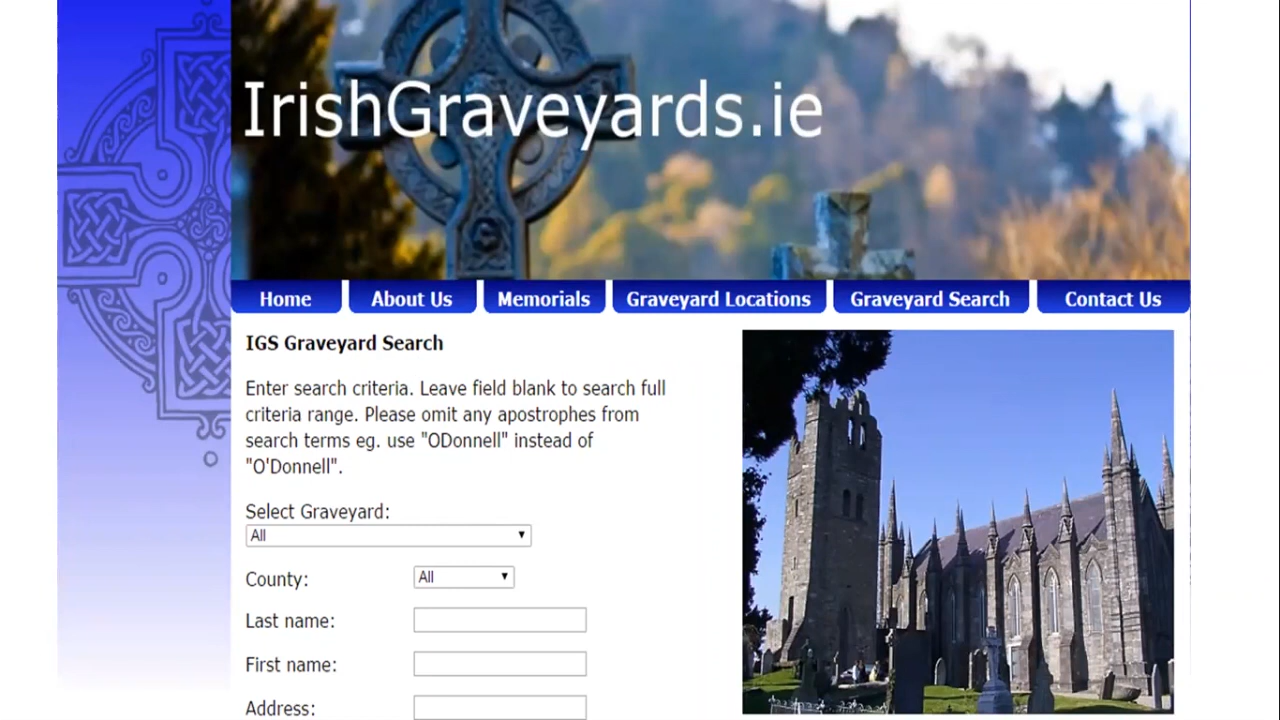 IrishGraveyards.ie
Home About Us Memorials Graveyard Locations Graveyard Search Contact Us
IGS Graveyard Search
Enter search criteria. Leave field blank to search full
criteria range. Please omit any apostrophes from
search terms eg. use "ODonnell" instead of
"O'Donnell".
Select Graveyard:
All
County: All
Last name:
First name:
Address: